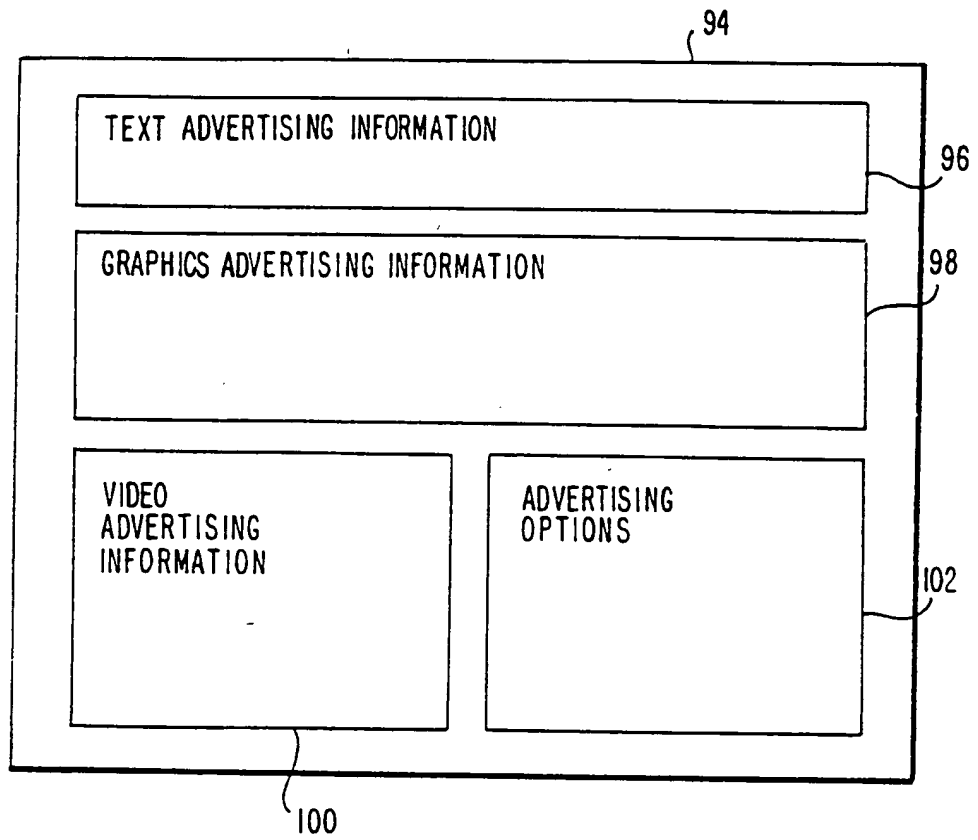 94
TEXT ADVERTISING INFORMATION
96
GRAPHICS ADVERTISING INFORMATION
98
VIDEO
ADVERTISING
INFORMATION
ADVERTISING
OPTIONS
102
100